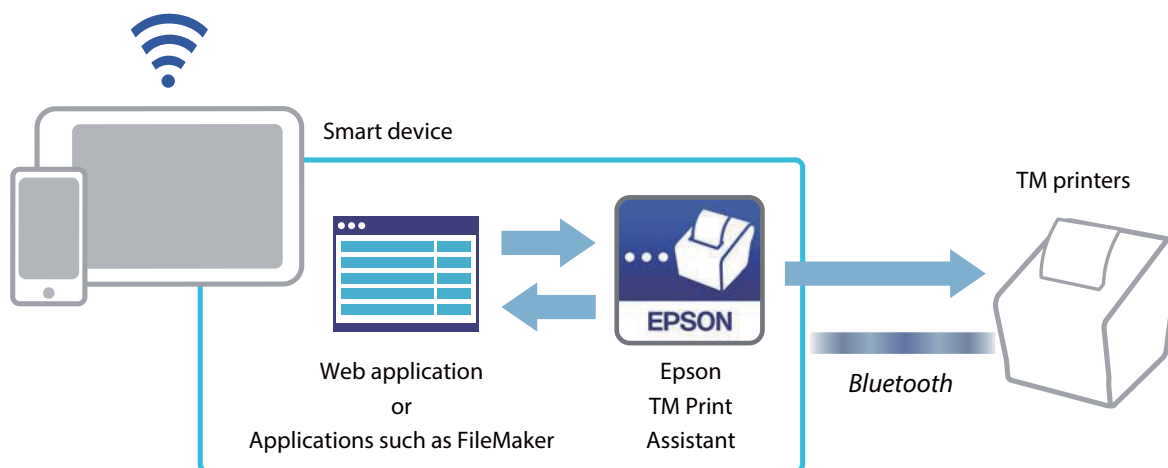 Smart device
TM printers
EPSON
Web application
or
Applications such as FileMaker
Epson
TM Print
Assistant
Bluetooth